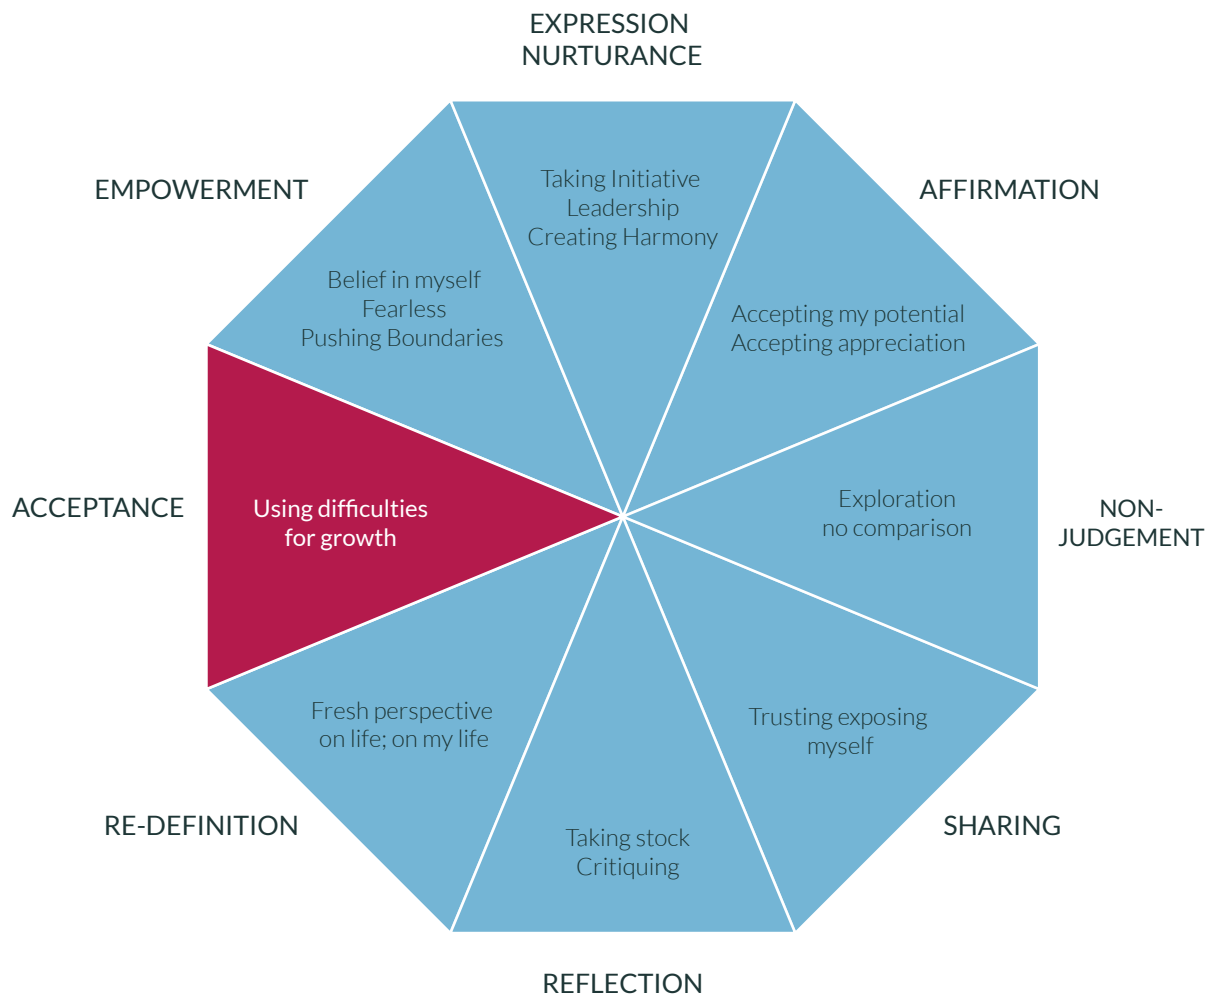 EXPRESSION
NURTURANCE
AFFIRMATION
NON-
JUDGEMENT
SHARING
REFLECTION
RE-DEFINITION
ACCEPTANCE
EMPOWERMENT
Taking Initiative
Leadership
Creating Harmony
Accepting my potential
Accepting appreciation
Exploration
no comparison
Trusting exposing
myself
Taking stock
Critiquing
Fresh perspective
on life; on my life
Using difficulties
for growth
Belief in myself
Fearless
Pushing Boundaries